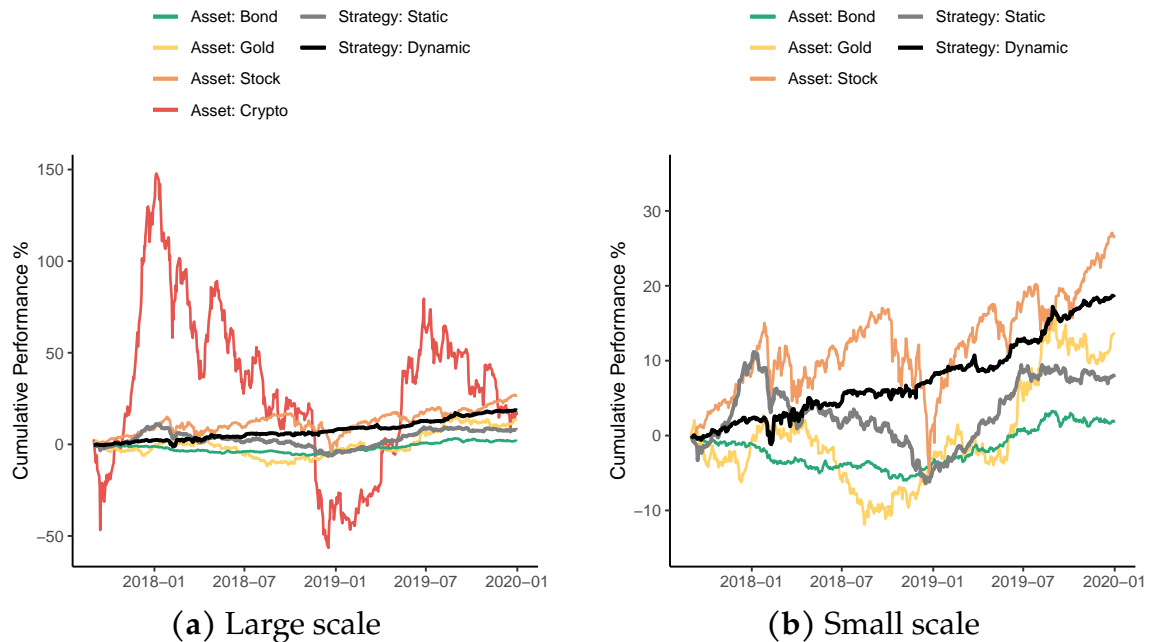 Asset: Bond Strategy: Static
Asset: Gold Strategy: Dynamic
Asset: Stock
Asset: Crypto
Cumulative Performance %
150
100
50
0
−50
2018−01 2018−07 2019−01 2019−07 2020−01
(a) Large scale
Asset: Bond Strategy: Static
Asset: Gold Strategy: Dynamic
Asset: Stock
Cumulative Performance %
30
20
10
0
−10
2018−01 2018−07 2019−01 2019−07 2020−01
(b) Small scale